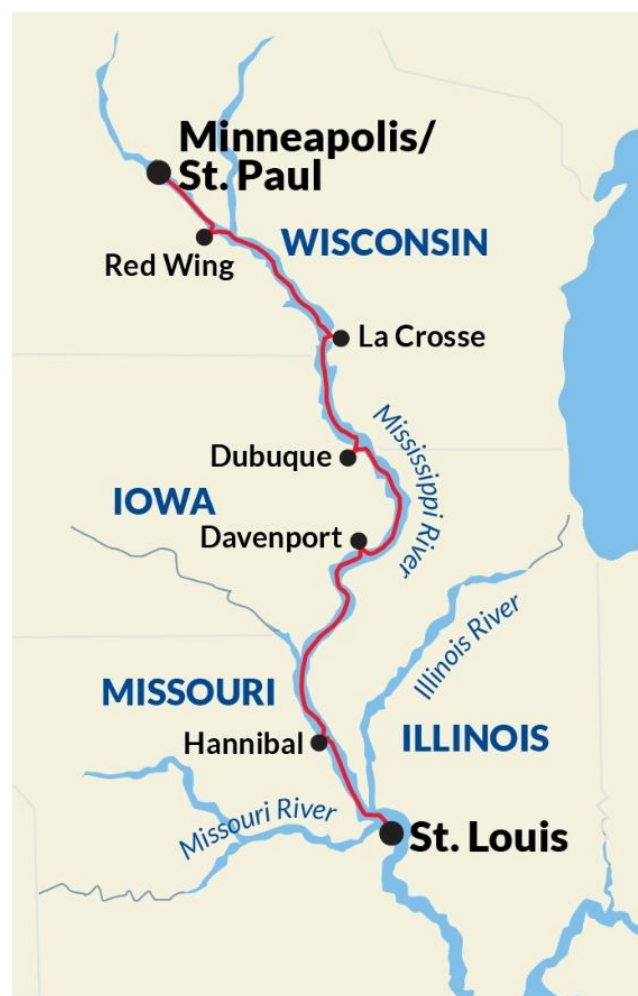 Minneapolis/
St. Paul
WISCONSIN
Red Wing
La Crosse
Mississippi River
Dubuque
IOWA
Davenport
Illinois River
MISSOURI
ILLINOIS
Hannibal
Missouri River
St. Louis